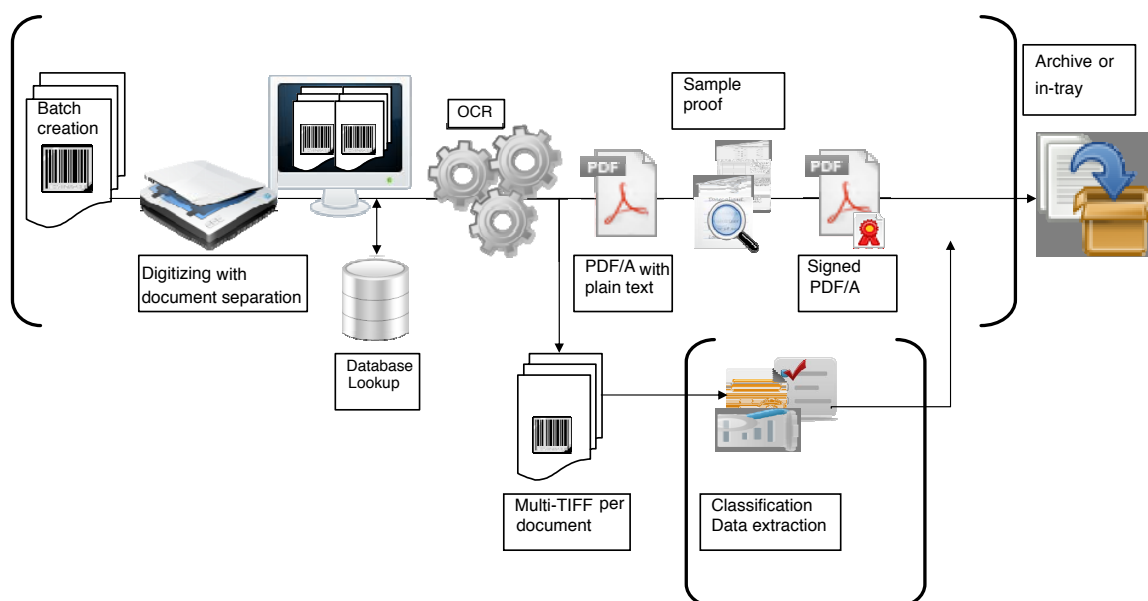 Batch
creation
Digitizing with
document separation
Database
Lookup
OCR
PDF
PDF/A with
plain text
Sample
proof
PDF
Signed
PDF/A
Archive or
in-tray
Multi-TIFF per
document
Classification
Data extraction